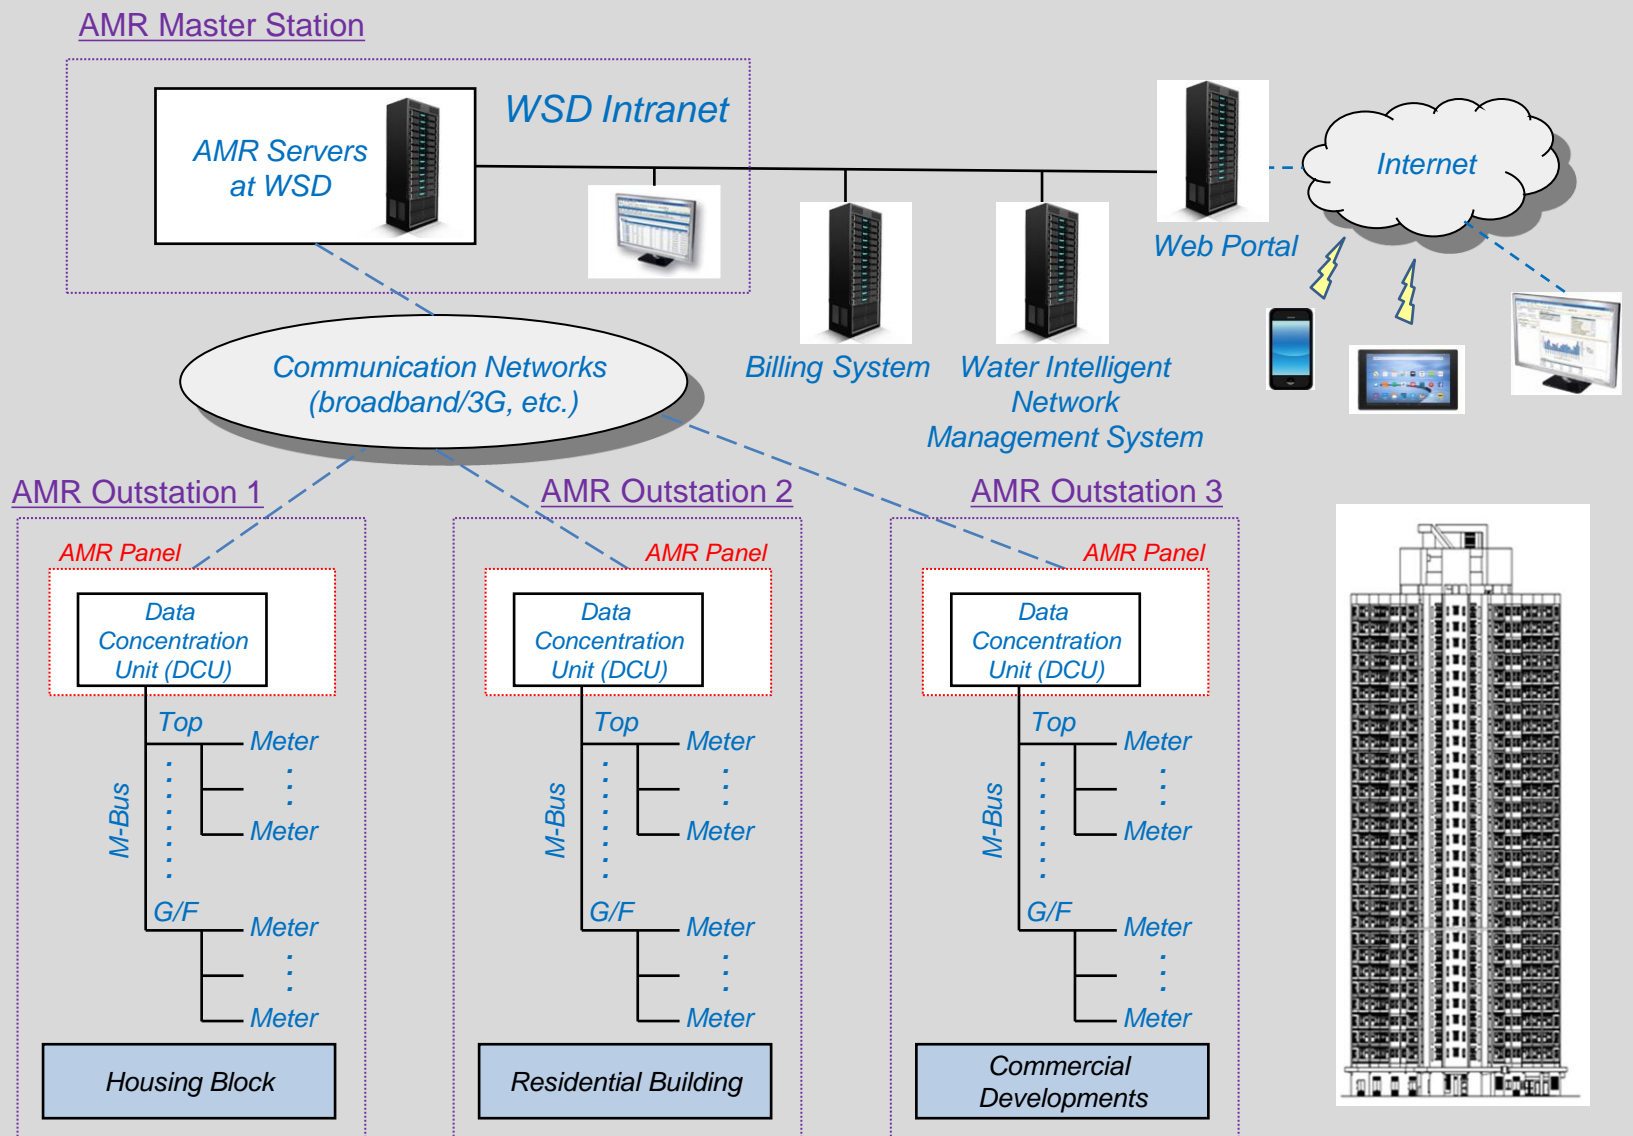 AMR Master Station
WSD Intranet
AMR Servers
at WSD
Internet
Web Portal
Billing System
Water Intelligent
Network
Management System
Communication Networks
(broadband/3G, etc.)
AMR Outstation 1
AMR Panel
Data
Concentration
Unit (DCU)
Top
Meter
Meter
M-Bus
G/F
Meter
Meter
Housing Block
AMR Outstation 2
AMR Panel
Data
Concentration
Unit (DCU)
Top
Meter
Meter
M-Bus
G/F
Meter
Meter
Residential Building
AMR Outstation 3
AMR Panel
Data
Concentration
Unit (DCU)
Top
Meter
Meter
M-Bus
G/F
Meter
Meter
Commercial
Developments